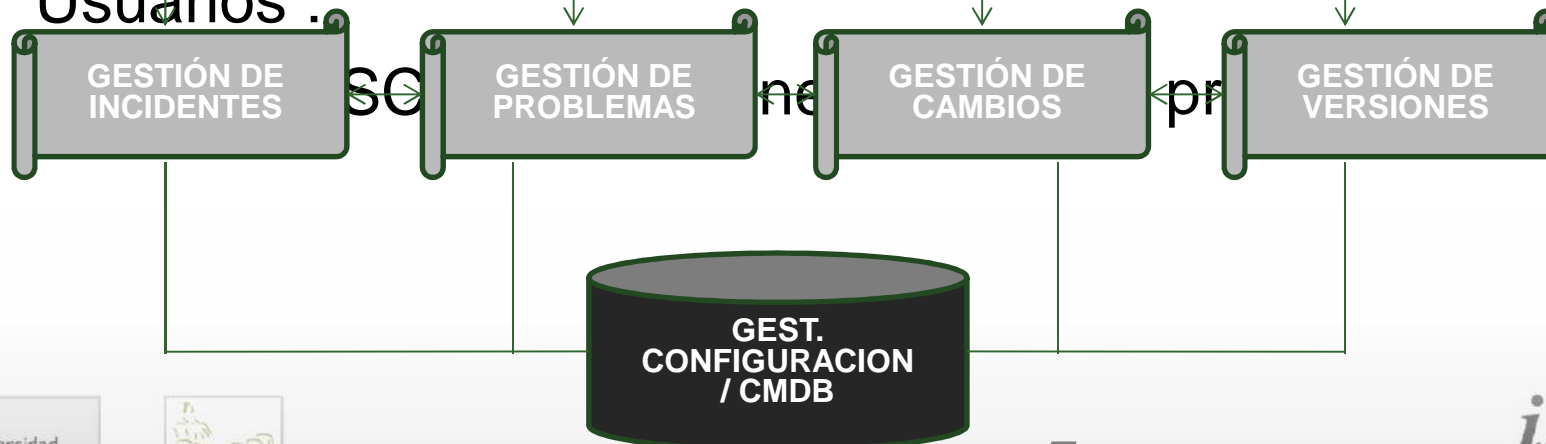 Usuarios .
GESTIÓN DE
INCIDENTES
GESTIÓN DE
PROBLEMAS
GESTIÓN DE
CAMBIOS
GESTIÓN DE
VERSIONES
GEST.
CONFIGURACION
/ CMDB